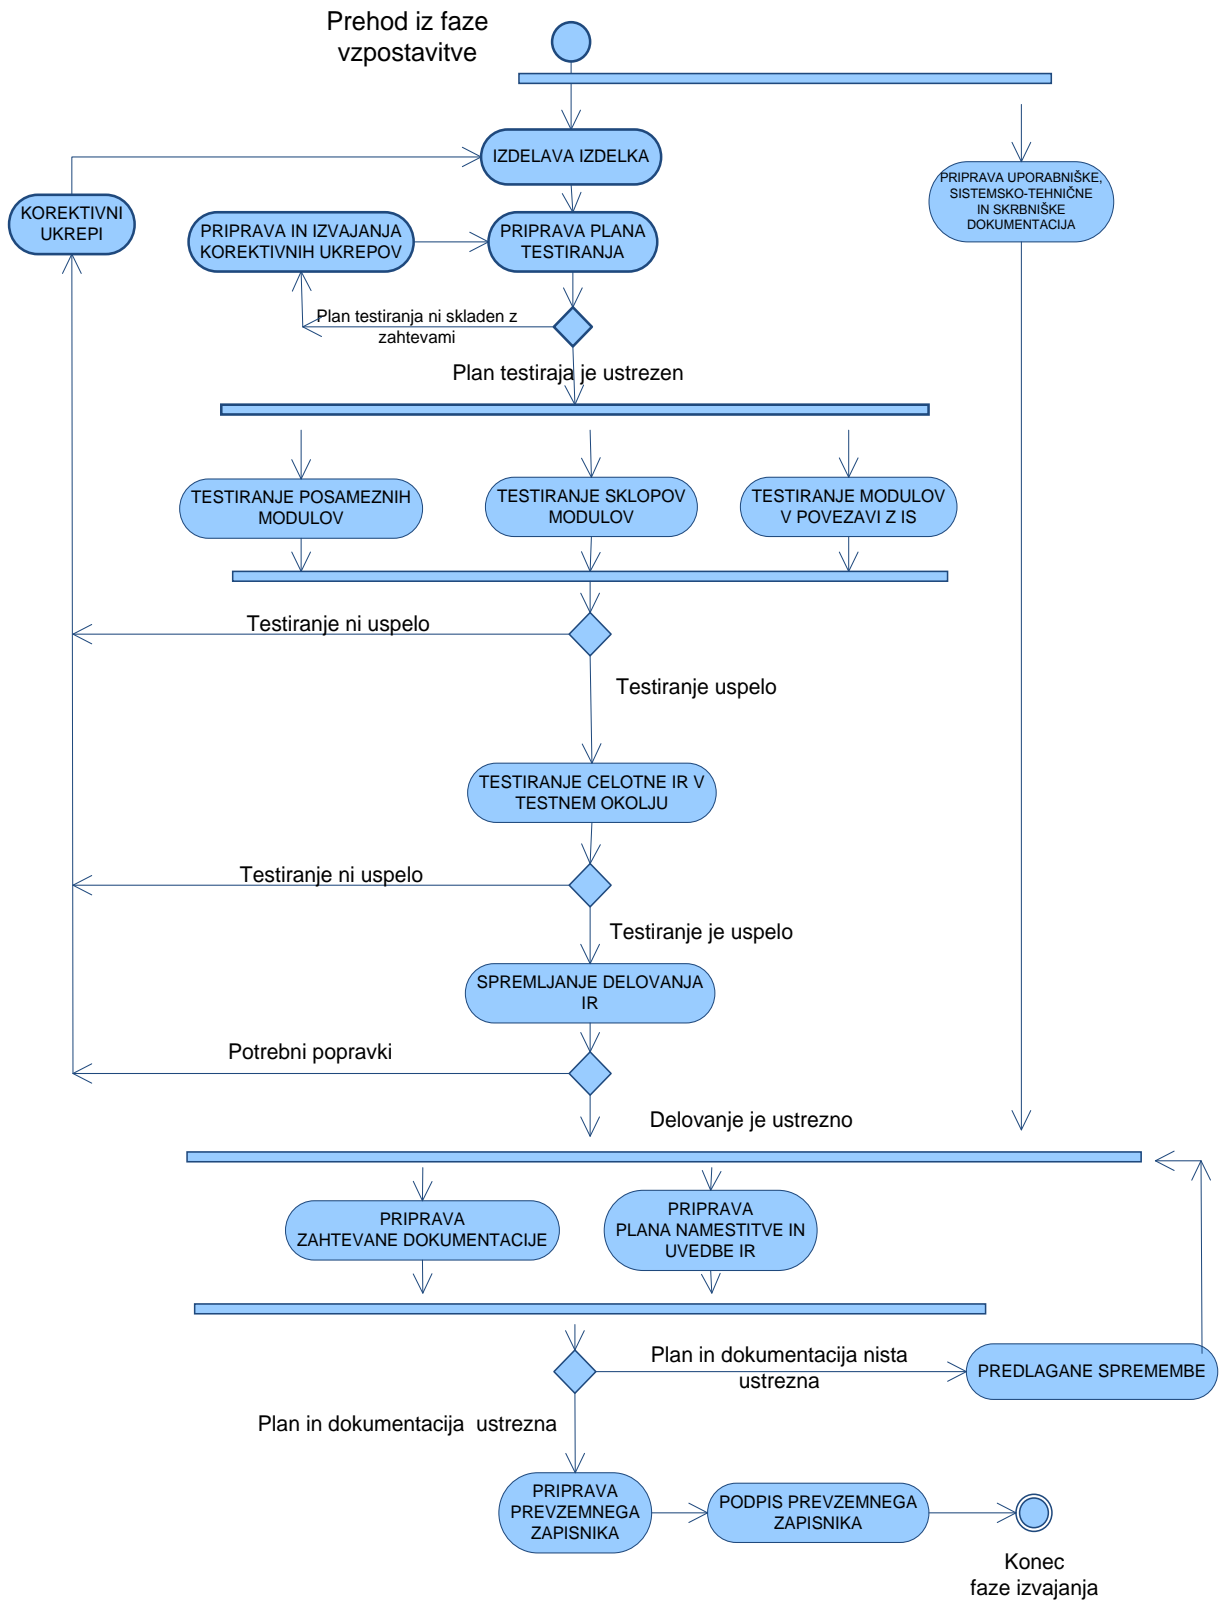 Prehod iz faze
vzpostavitve
IZDELAVA IZDELKA
PRIPRAVA UPORABNIŠKE,
SISTEMSKO-TEHNIČNE
IN SKRBNIŠKE
DOKUMENTACIJA
KOREKTIVNI
UKREPI
PRIPRAVA IN IZVAJANJA
KOREKTIVNIH UKREPOV
PRIPRAVA PLANA
TESTIRANJA
Plan testiranja ni skladen z
zahtevami
Plan testiraja je ustrezen
TESTIRANJE POSAMEZNIH
MODULOV
TESTIRANJE SKLOPOV
MODULOV
TESTIRANJE MODULOV
V POVEZAVI Z IS
Testiranje ni uspelo
Testiranje uspelo
TESTIRANJE CELOTNE IR V
TESTNEM OKOLJU
Testiranje ni uspelo
Testiranje je uspelo
SPREMLJANJE DELOVANJA
IR
Potrebni popravki
Delovanje je ustrezno
PRIPRAVA
ZAHTEVANE DOKUMENTACIJE
PRIPRAVA
PLANA NAMESTITVE IN
UVEDBE IR
Plan in dokumentacija nista
ustrezna
PREDLAGANE SPREMEMBE
Plan in dokumentacija  ustrezna
PRIPRAVA
PREVZEMNEGA
ZAPISNIKA
PODPIS PREVZEMNEGA
ZAPISNIKA
Konec
faze izvajanja